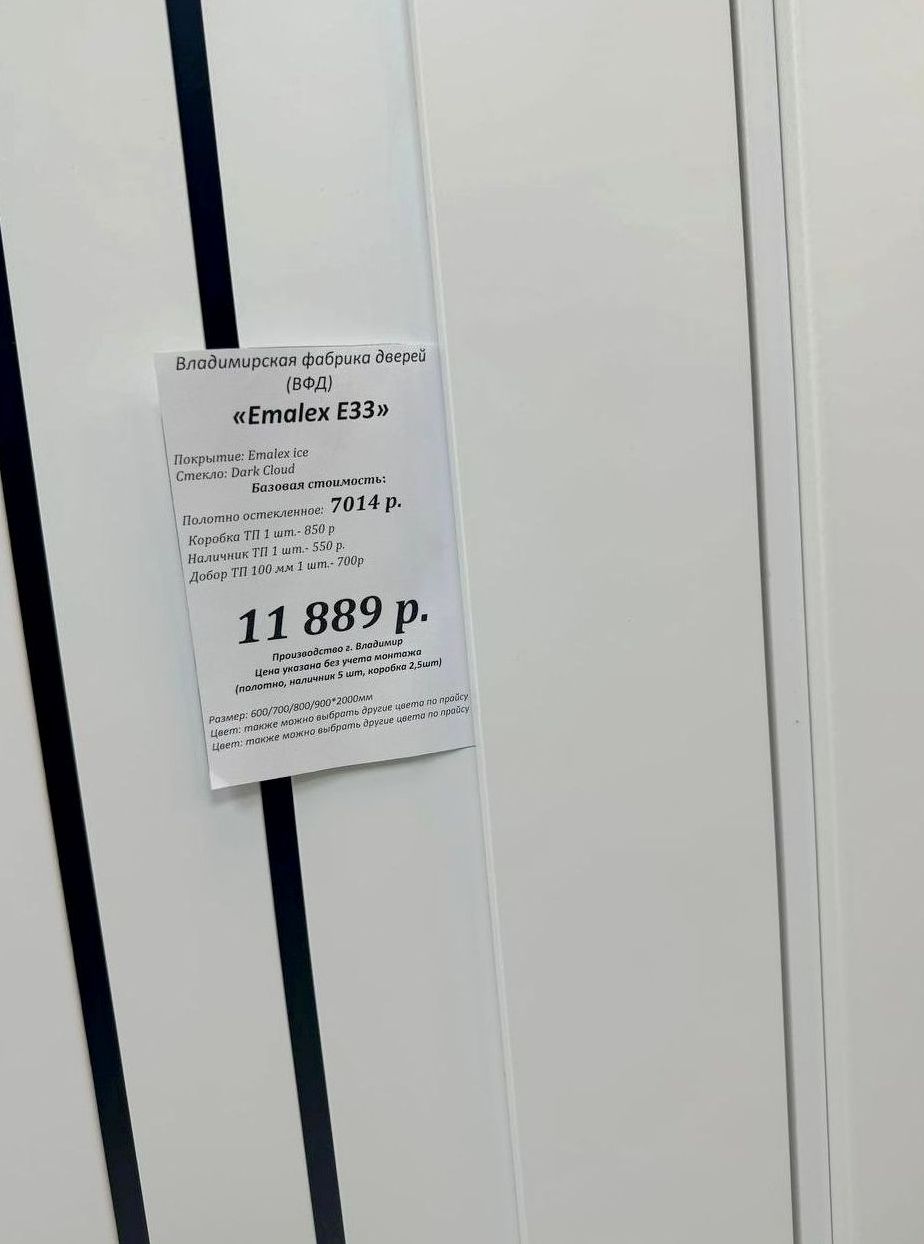 Владимирская фабрика дверей
(ВФД)
«Emalex E33»
Покрытие: Emalex ice
Стекло: Dark Cloud
Базовая стоимость:
Полотно остекленное: 7014 р.
Коробка ТП 1 шт.- 850 р
Наличник ТП 1 шт.- 550 р.
Добор ТП 100 мм 1 шт.- 700р
11 889 р.
Производство г. Владимир
Цена указана без учета монтажа
(полотно, наличник 5 шт, коробка 2,5шт)
Размер: 600/700/800/900*2000мм
Цвет: также можно выбрать другие цвета по прайсу
Цвет: также можно выбрать другие цвета по прайсу